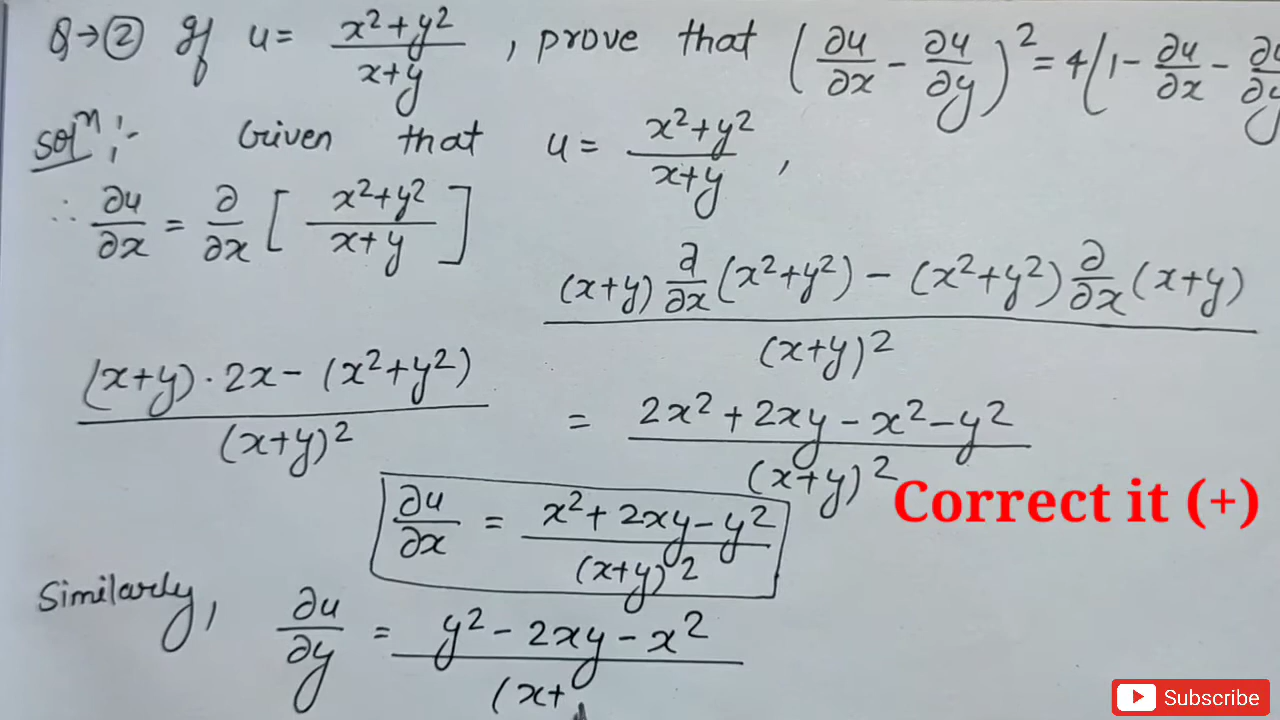 Q→② If u = (x²+y²)/(x+y), prove that (∂u/∂x - ∂u/∂y)² = 4(1 - ∂u/∂x - ∂u/∂y
Solⁿ:- Given that u = (x²+y²)/(x+y),
∴ ∂u/∂x = ∂/∂x [ (x²+y²)/(x+y) ]
((x+y) ∂/∂x (x²+y²) - (x²+y²) ∂/∂x (x+y))/(x+y)²
((x+y)·2x - (x²+y²))/(x+y)² = (2x²+2xy-x²-y²)/(x+y)²
Correct it (+)
∂u/∂x = (x²+2xy-y²)/(x+y)²
Similarly, ∂u/∂y = (y²-2xy-x²)/(x+
Subscribe